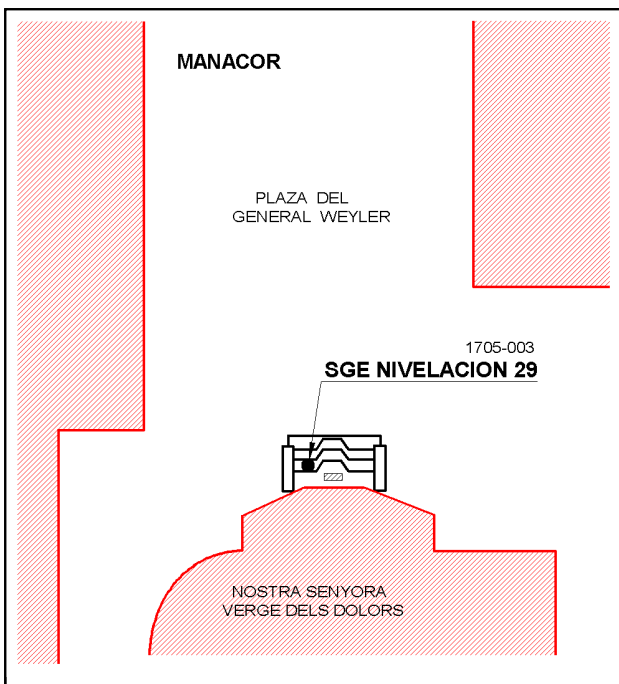 MANACOR
PLAZA DEL
GENERAL WEYLER
1705-003
SGE NIVELACION 29
NOSTRA SENYORA
VERGE DELS DOLORS